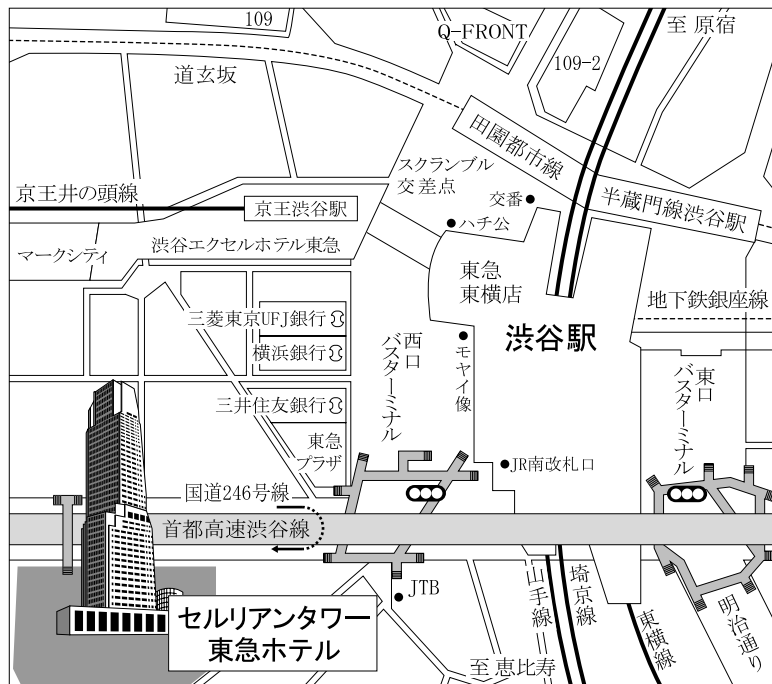 109
Q-FRONT
至 原宿
109-2
道玄坂
田園都市線
スクランブル
交差点
半蔵門線渋谷駅
京王井の頭線
京王渋谷駅
交番
ハチ公
マークシティ
渋谷エクセルホテル東急
東急
東横店
地下鉄銀座線
三菱東京UFJ銀行
横浜銀行
西口
バスターミナル
モヤイ像
渋谷駅
東口
バスターミナル
三井住友銀行
東急
プラザ
JR南改札口
国道246号線
首都高速渋谷線
JTB
山手線
埼京線
東横線
明治通り
セルリアンタワー
東急ホテル
至 恵比寿